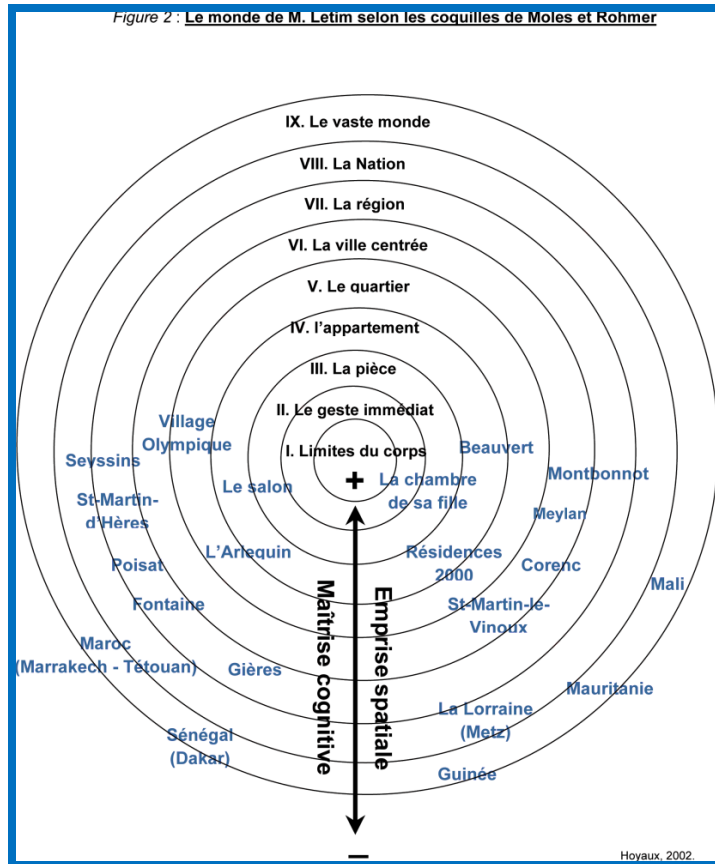 Figure 2 : Le monde de M. Letim selon les coquilles de Moles et Rohmer
IX. Le vaste monde
VIII. La Nation
VII. La région
VI. La ville centrée
V. Le quartier
IV. l'appartement
III. La pièce
II. Le geste immédiat
I. Limites du corps
+
Village
Olympique
Beauvert
Seyssins
Le salon
La chambre
de sa fille
Montbonnot
St-Martin-
d'Hères
Meylan
L'Arlequin
Résidences
2000
Poisat
Corenc
Mali
Fontaine
St-Martin-le-
Vinoux
Maîtrise cognitive
Emprise spatiale
Maroc
(Marrakech - Tétouan)
Gières
Mauritanie
La Lorraine
(Metz)
Sénégal
(Dakar)
Guinée
–
Hoyaux, 2002.